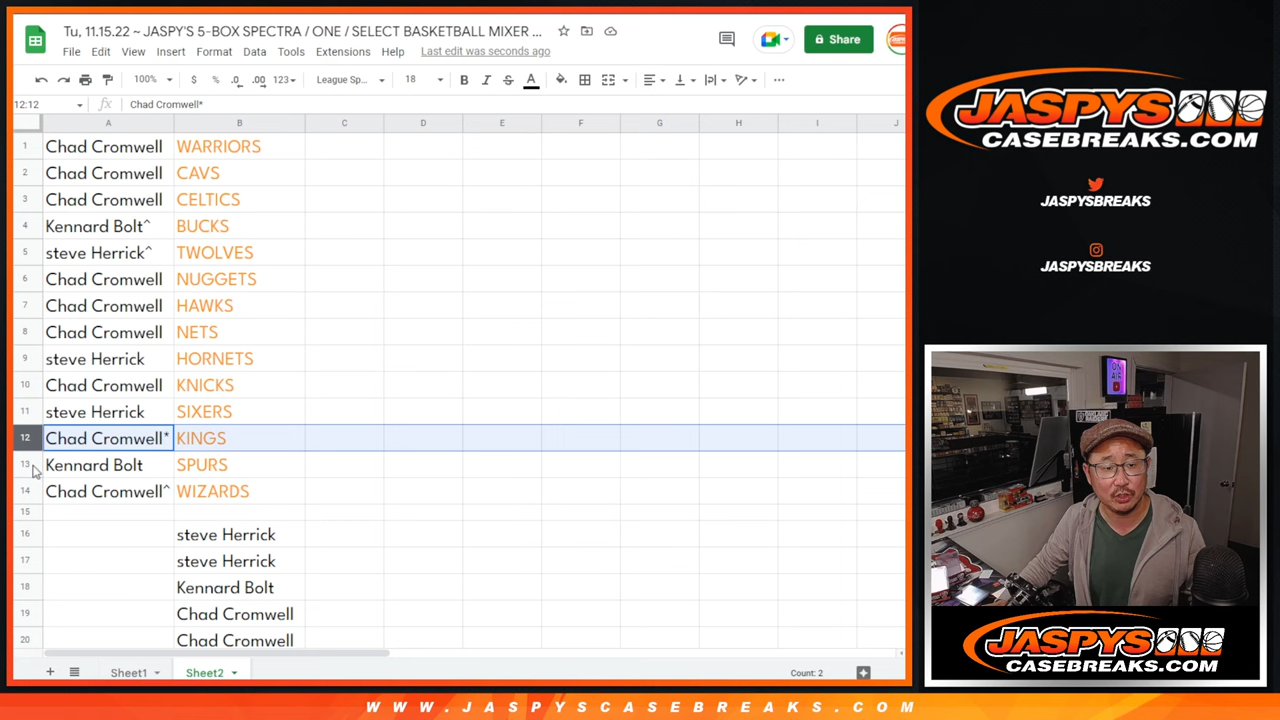 Tu, 11.15.22 ~ JASPY'S 5-BOX SPECTRA / ONE / SELECT BASKETBALL MIXER ...
File Edit View Insert Format Data Tools Extensions Help Last edit was seconds ago
Share
100% $ % .0 .00 123 League Sp... 18 B I S A
12:12 fx Chad Cromwell*
A B C D E F G H I J
1 Chad Cromwell WARRIORS
2 Chad Cromwell CAVS
3 Chad Cromwell CELTICS
4 Kennard Bolt^ BUCKS
5 steve Herrick^ TWOLVES
6 Chad Cromwell NUGGETS
7 Chad Cromwell HAWKS
8 Chad Cromwell NETS
9 steve Herrick HORNETS
10 Chad Cromwell KNICKS
11 steve Herrick SIXERS
12 Chad Cromwell* KINGS
13 Kennard Bolt SPURS
14 Chad Cromwell^ WIZARDS
15
16 steve Herrick
17 steve Herrick
18 Kennard Bolt
19 Chad Cromwell
20 Chad Cromwell
Sheet1 Sheet2 Count: 2
JASPYS
CASEBREAKS.COM
JASPYSBREAKS
JASPYSBREAKS
ON
AIR
JASPYS
CASEBREAKS.COM
WWW.JASPYSCASEBREAKS.COM